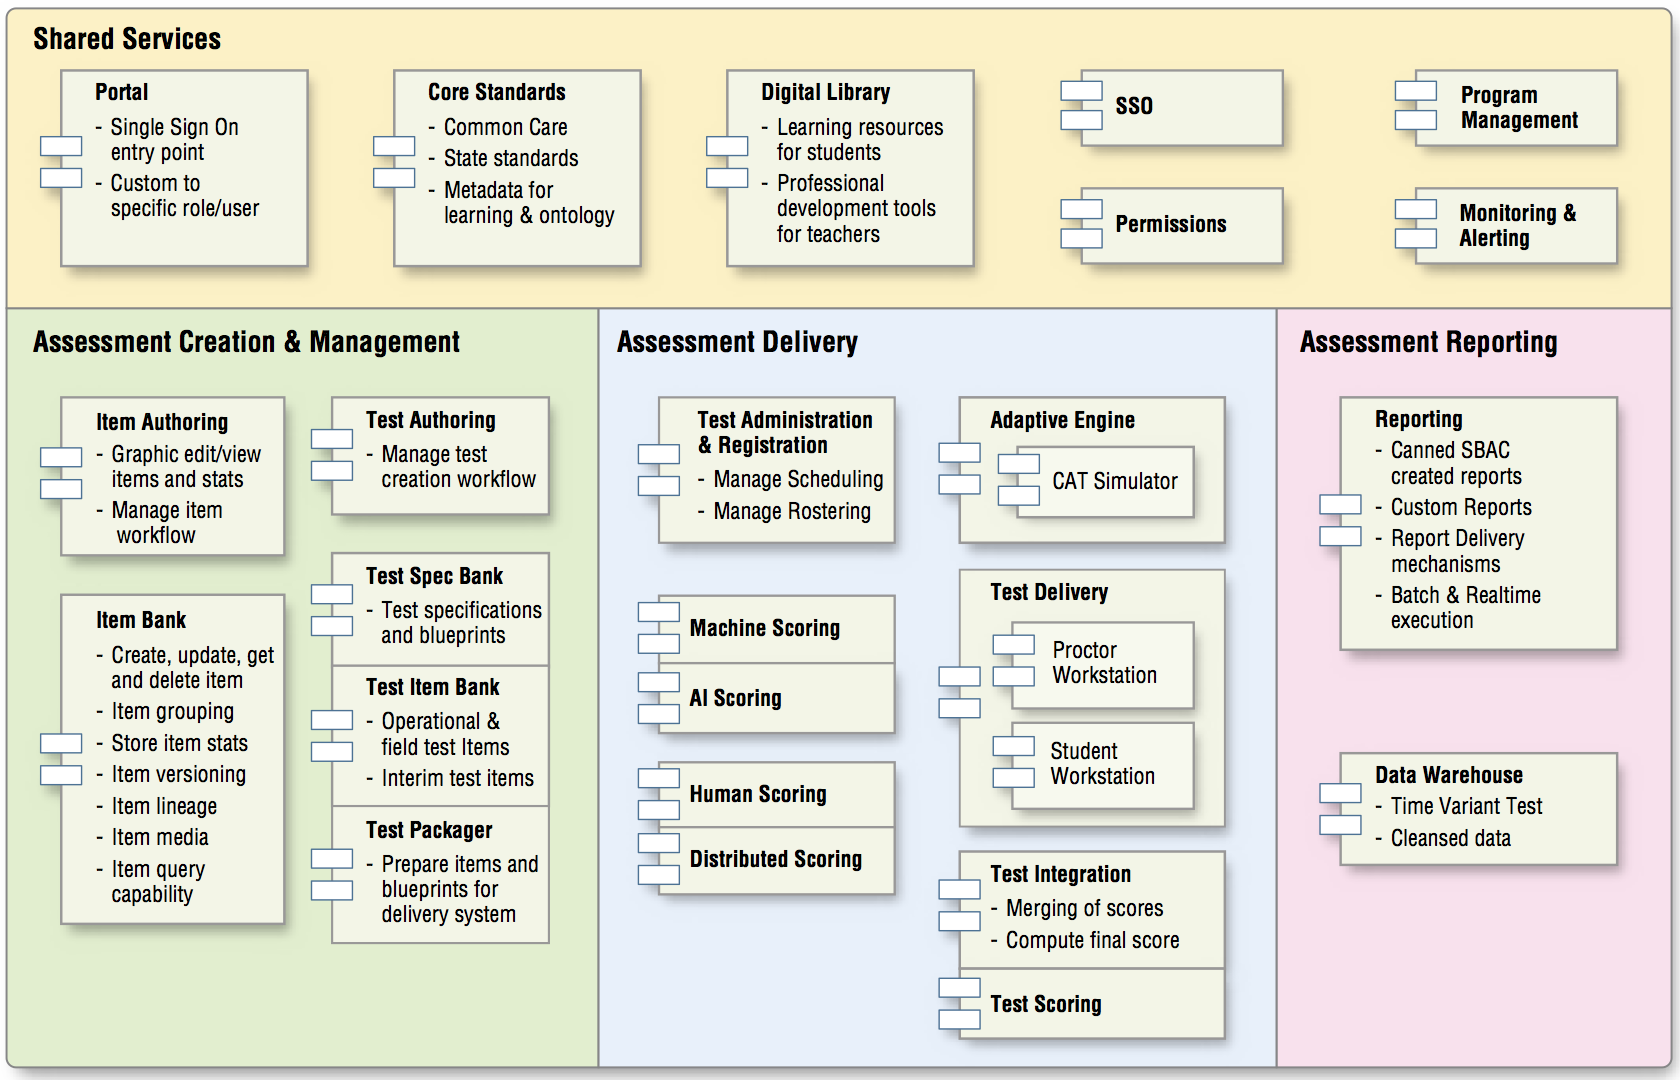 Shared Services
Portal
- Single Sign On
entry point
- Custom to
specific role/user
Core Standards
- Common Care
- State standards
- Metadata for
learning & ontology
Digital Library
- Learning resources
for students
- Professional
development tools
for teachers
SSO
Permissions
Program
Management
Monitoring &
Alerting
Assessment Creation & Management
Item Authoring
- Graphic edit/view
items and stats
- Manage item
workflow
Item Bank
- Create, update, get
and delete item
- Item grouping
- Store item stats
- Item versioning
- Item lineage
- Item media
- Item query
capability
Test Authoring
- Manage test
creation workflow
Test Spec Bank
- Test specifications
and blueprints
Test Item Bank
- Operational &
field test Items
- Interim test items
Test Packager
- Prepare items and
blueprints for
delivery system
Assessment Delivery
Test Administration
& Registration
- Manage Scheduling
- Manage Rostering
Machine Scoring
AI Scoring
Human Scoring
Distributed Scoring
Adaptive Engine
CAT Simulator
Test Delivery
Proctor
Workstation
Student
Workstation
Test Integration
- Merging of scores
- Compute final score
Test Scoring
Assessment Reporting
Reporting
- Canned SBAC
created reports
- Custom Reports
- Report Delivery
mechanisms
- Batch & Realtime
execution
Data Warehouse
- Time Variant Test
- Cleansed data